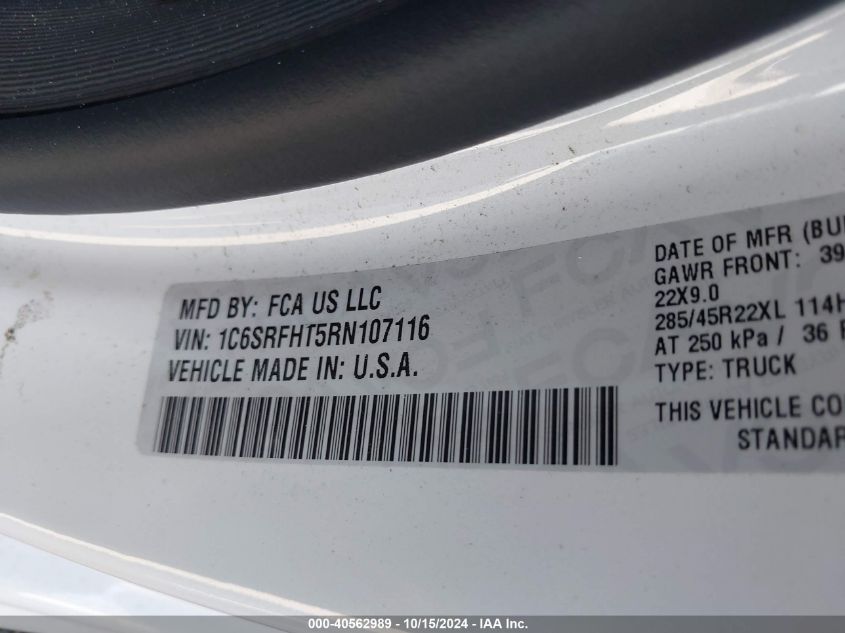 MFD BY: FCA US LLC
VIN: 1C6SRFHT5RN107116
VEHICLE MADE IN: U.S.A.
DATE OF MFR (BUI
GAWR FRONT: 39
22X9.0
285/45R22XL 114H
AT 250 kPa / 36 P
TYPE: TRUCK
THIS VEHICLE CO
STANDAR
000-40562989 - 10/15/2024 - IAA Inc.